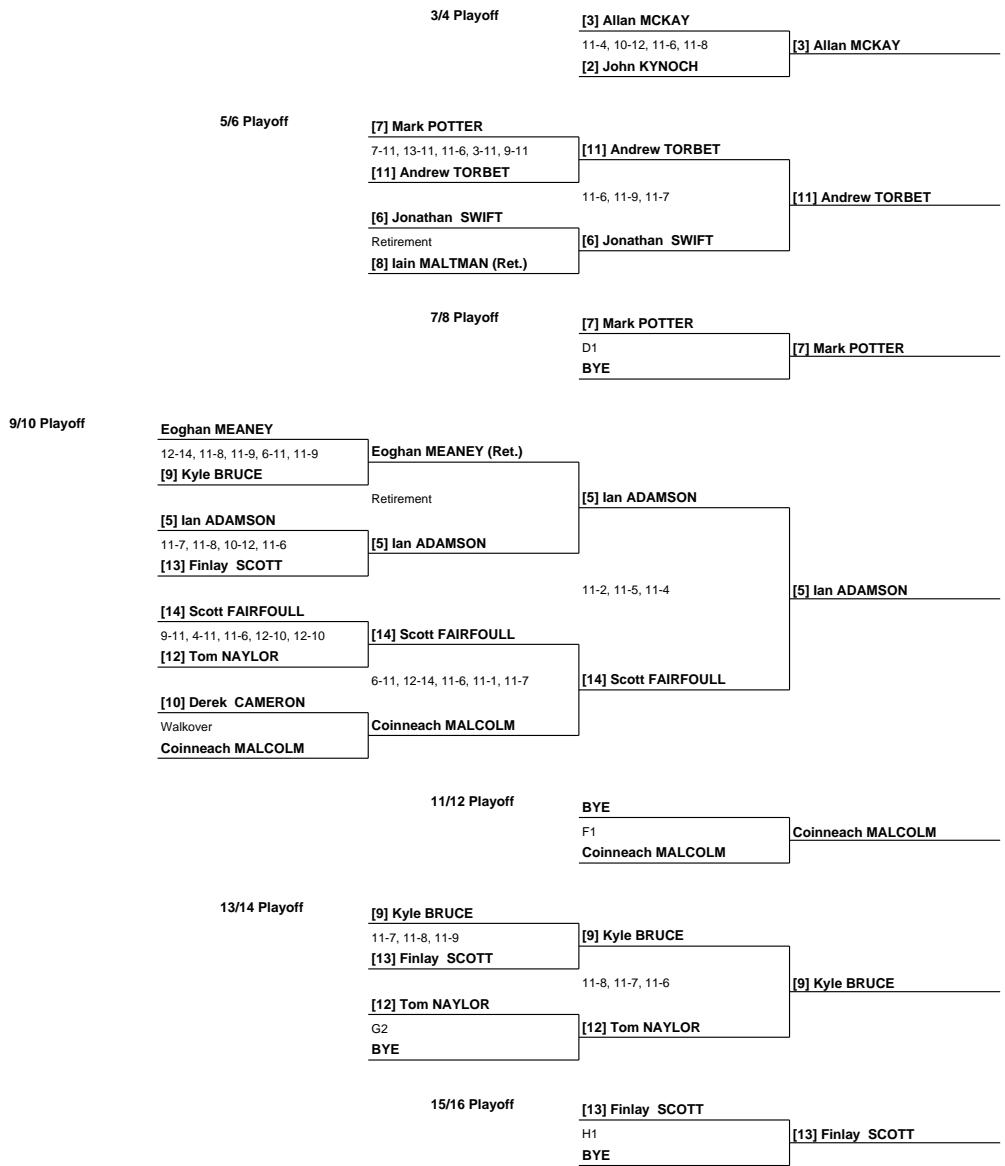 3/4 Playoff
[3] Allan MCKAY
11-4, 10-12, 11-6, 11-8
[3] Allan MCKAY
[2] John KYNOCH
5/6 Playoff
[7] Mark POTTER
7-11, 13-11, 11-6, 3-11, 9-11
[11] Andrew TORBET
[11] Andrew TORBET
11-6, 11-9, 11-7
[11] Andrew TORBET
[6] Jonathan SWIFT
Retirement
[6] Jonathan SWIFT
[8] Iain MALTMAN (Ret.)
7/8 Playoff
[7] Mark POTTER
D1
[7] Mark POTTER
BYE
9/10 Playoff
Eoghan MEANEY
12-14, 11-8, 11-9, 6-11, 11-9
Eoghan MEANEY (Ret.)
[9] Kyle BRUCE
Retirement
[5] Ian ADAMSON
[5] Ian ADAMSON
11-7, 11-8, 10-12, 11-6
[5] Ian ADAMSON
[13] Finlay SCOTT
11-2, 11-5, 11-4
[5] Ian ADAMSON
[14] Scott FAIRFOULL
9-11, 4-11, 11-6, 12-10, 12-10
[14] Scott FAIRFOULL
[12] Tom NAYLOR
6-11, 12-14, 11-6, 11-1, 11-7
[14] Scott FAIRFOULL
[10] Derek CAMERON
Walkover
Coinneach MALCOLM
Coinneach MALCOLM
11/12 Playoff
BYE
F1
Coinneach MALCOLM
Coinneach MALCOLM
13/14 Playoff
[9] Kyle BRUCE
11-7, 11-8, 11-9
[9] Kyle BRUCE
[13] Finlay SCOTT
11-8, 11-7, 11-6
[9] Kyle BRUCE
[12] Tom NAYLOR
G2
[12] Tom NAYLOR
BYE
15/16 Playoff
[13] Finlay SCOTT
H1
[13] Finlay SCOTT
BYE